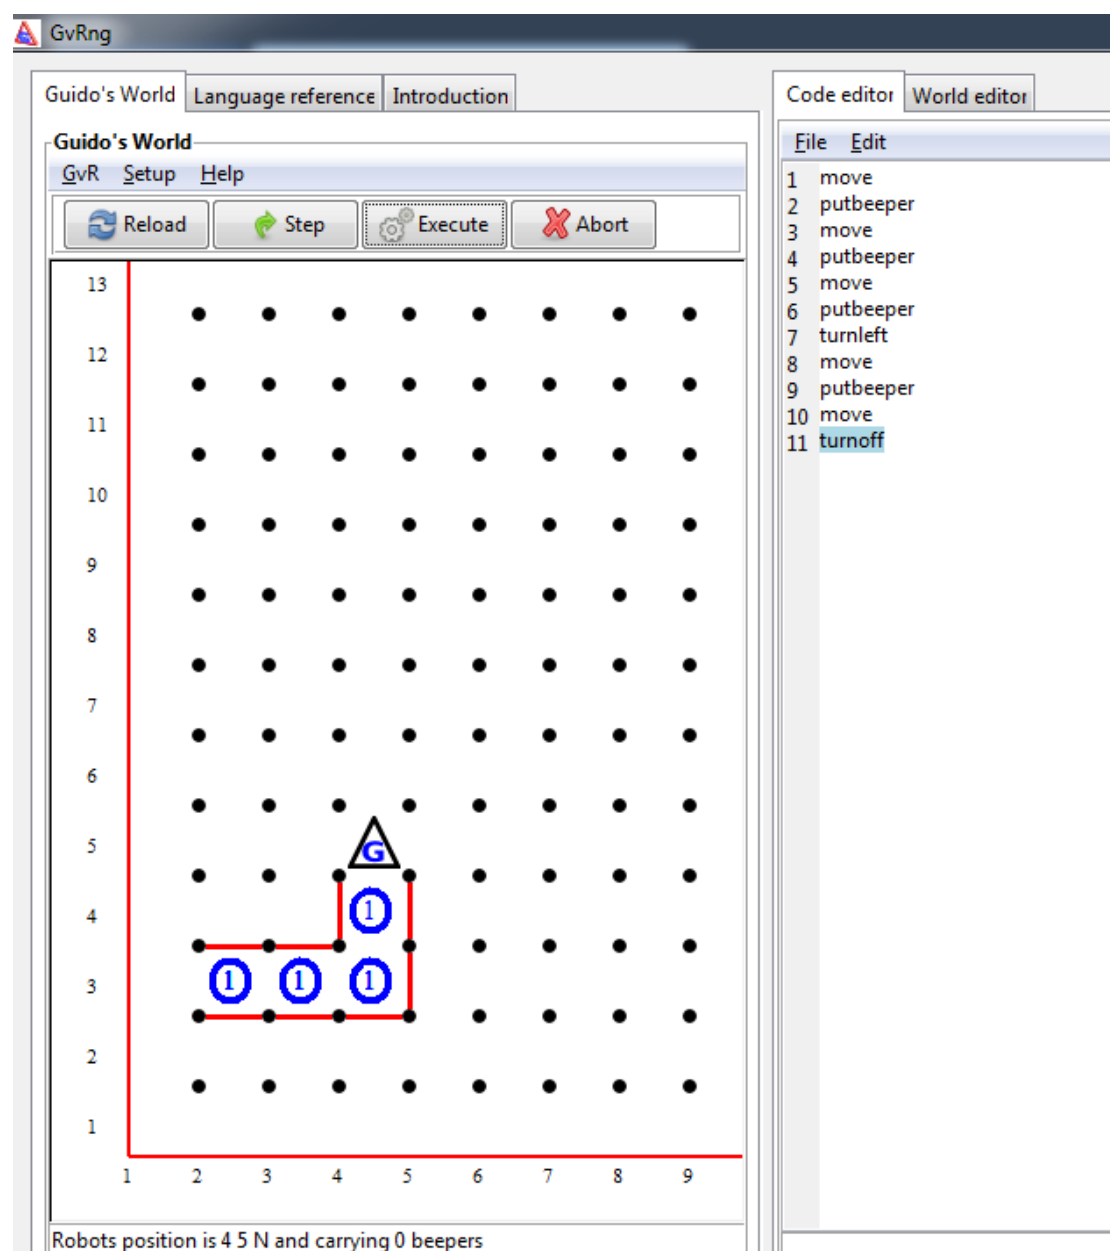 GvRng
Guido's World Language reference Introduction
Guido's World
GvR Setup Help
Reload Step Execute Abort
13
12
11
10
9
8
7
6
5
G
4
1
3
1 1 1
2
1
1 2 3 4 5 6 7 8 9
Robots position is 4 5 N and carrying 0 beepers
Code editor World editor
File Edit
1 move
2 putbeeper
3 move
4 putbeeper
5 move
6 putbeeper
7 turnleft
8 move
9 putbeeper
10 move
11 turnoff